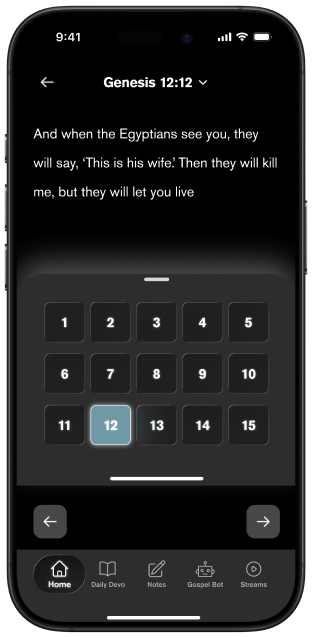 9:41
Genesis 12:12
And when the Egyptians see you, they
will say, ‘This is his wife.’ Then they will kill
me, but they will let you live
1 2 3 4 5
6 7 8 9 10
11 12 13 14 15
Home Daily Devo Notes Gospel Bot Streams